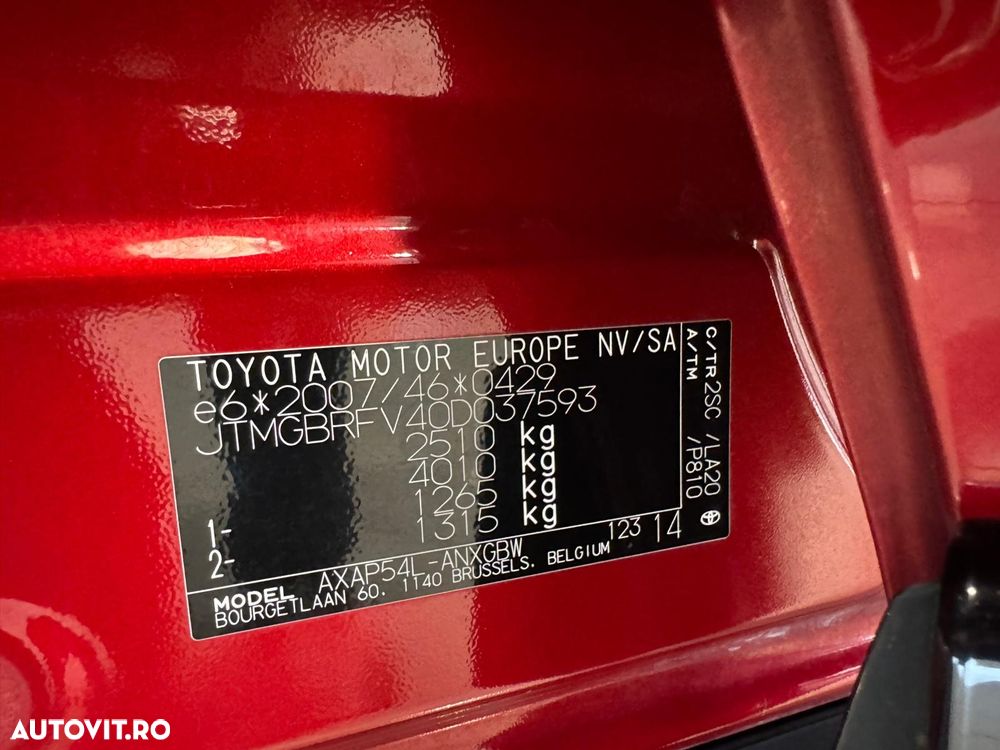 TOYOTA MOTOR EUROPE NV/SA
e6*2007/46*0429
JTMGBRFV40D037593
2510 kg
4010 kg
1- 1265 kg
2- 1315 kg
MODEL AXAP54L-ANXGBW 123 14
BOURGETLAAN 60. 1140 BRUSSELS. BELGIUM
C/TR 2SC /LA20
A/TM /P810
AUTOVIT.RO